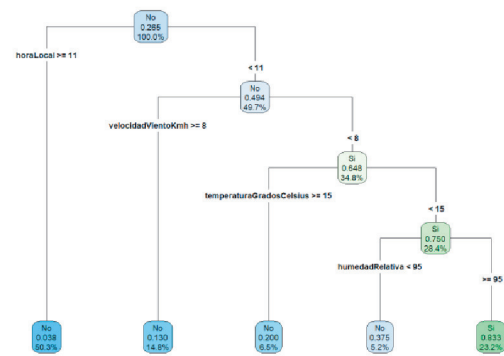 No
0.265
100.0%
horaLocal >= 11
< 11
No
0.494
49.7%
velocidadVientoKmh >= 8
< 8
Si
0.648
34.8%
temperaturaGradosCelsius >= 15
< 15
Si
0.750
28.4%
humedadRelativa < 95
>= 95
No
0.038
50.3%
No
0.130
14.8%
No
0.200
6.5%
No
0.375
5.2%
Si
0.833
23.2%